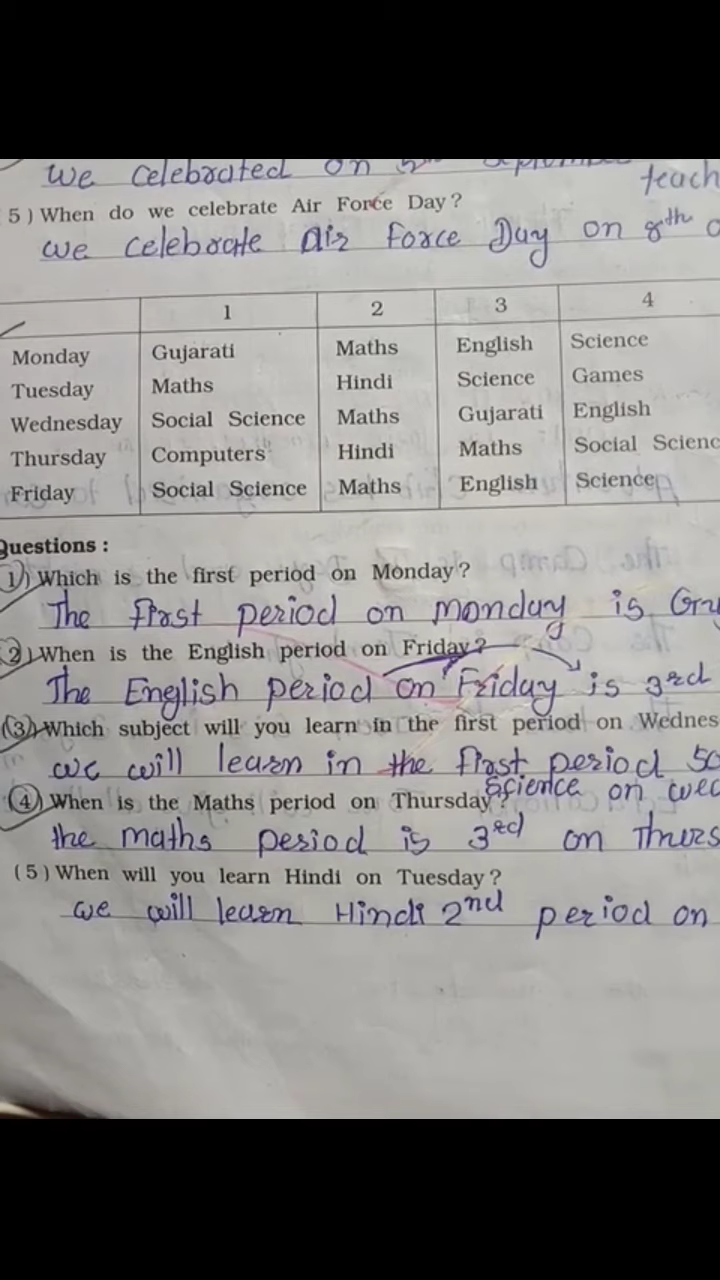 we celebrated on
teach
5) When do we celebrate Air Force Day?
we celebrate Air Force Day on 8th
1 2 3 4
Monday Gujarati Maths English Science
Tuesday Maths Hindi Science Games
Wednesday Social Science Maths Gujarati English
Thursday Computers Hindi Maths Social Scienc
Friday Social Science Maths English Science
Questions :
(1) Which is the first period on Monday?
The first period on monday is
(2) When is the English period on Friday?
The English period on Friday is 3rd
(3) Which subject will you learn in the first period on Wednes
we will learn in the first period so
science on wed
(4) When is the Maths period on Thursday?
the maths period is 3rd on Thurs
(5) When will you learn Hindi on Tuesday?
we will learn Hindi 2nd period on